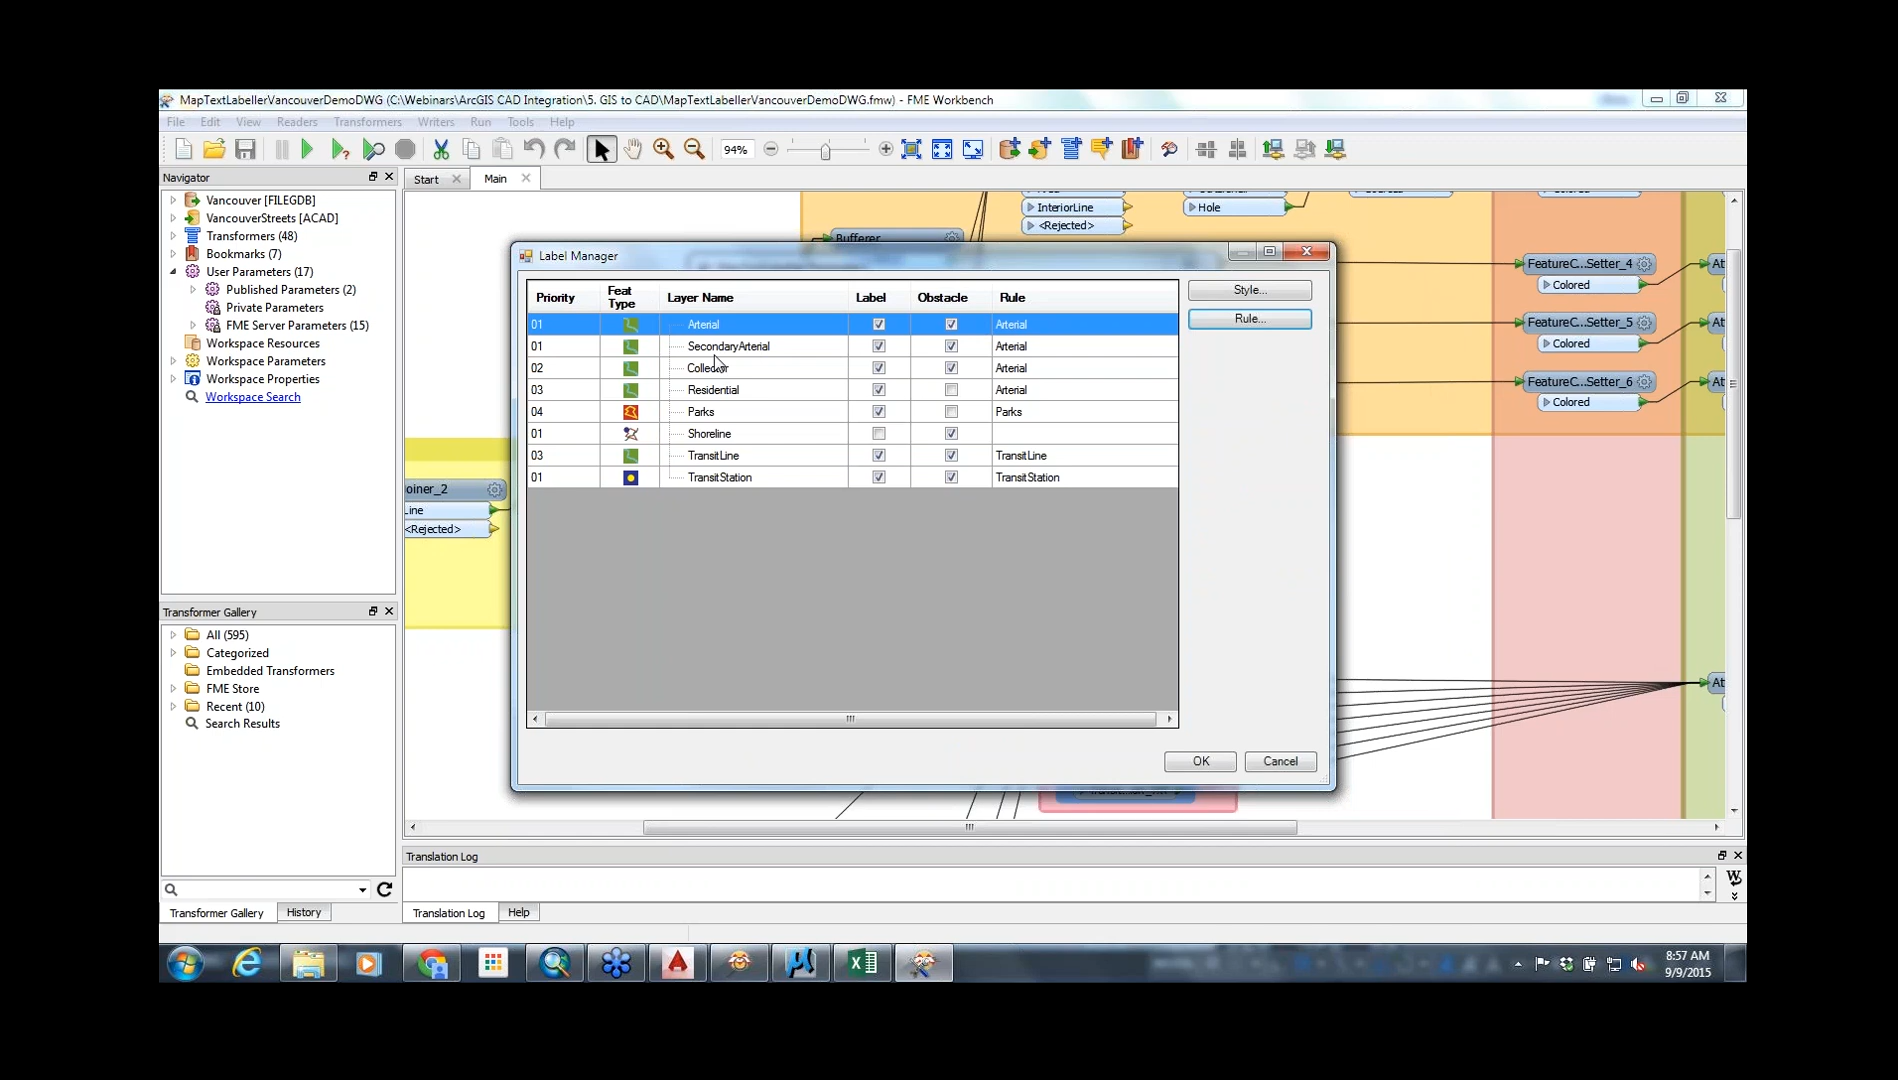 MapTextLabellerVancouverDemoDWG (C:\Webinars\ArcGIS CAD Integration\5. GIS to CAD\MapTextLabellerVancouverDemoDWG.fmw) - FME Workbench
File Edit View Readers Transformers Writers Run Tools Help
94%
Navigator
Start Main
Vancouver [FILEGDB]
VancouverStreets [ACAD]
Transformers (48)
Bookmarks (7)
User Parameters (17)
Published Parameters (2)
Private Parameters
FME Server Parameters (15)
Workspace Resources
Workspace Parameters
Workspace Properties
Workspace Search
InteriorLine
<Rejected>
Hole
Bufferer
Colored
FeatureC...Setter_4
Colored
FeatureC...Setter_5
Colored
FeatureC...Setter_6
Colored
At
At
At
At
oiner_2
Line
<Rejected>
Label Manager
Priority Feat Type Layer Name Label Obstacle Rule
01 Arterial Arterial
01 SecondaryArterial Arterial
02 Collector Arterial
03 Residential Arterial
04 Parks Parks
01 Shoreline
03 TransitLine TransitLine
01 TransitStation TransitStation
Style...
Rule...
OK Cancel
Transformer Gallery
All (595)
Categorized
Embedded Transformers
FME Store
Recent (10)
Search Results
Transformer Gallery History
Translation Log
Translation Log Help
8:57 AM
9/9/2015